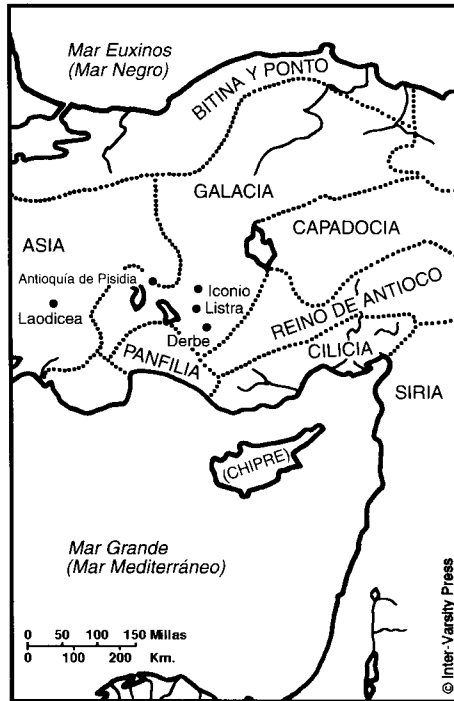 Mar Euxinos
(Mar Negro)
BITINA Y PONTO
GALACIA
CAPADOCIA
ASIA
Antioquía de Pisidia
Iconio
Listra
Laodicea
Derbe
REINO DE ANTIOCO
PANFILIA
CILICIA
SIRIA
(CHIPRE)
Mar Grande
(Mar Mediterráneo)
0 50 100 150 Millas
0 100 200 Km.
© Inter-Varsity Press